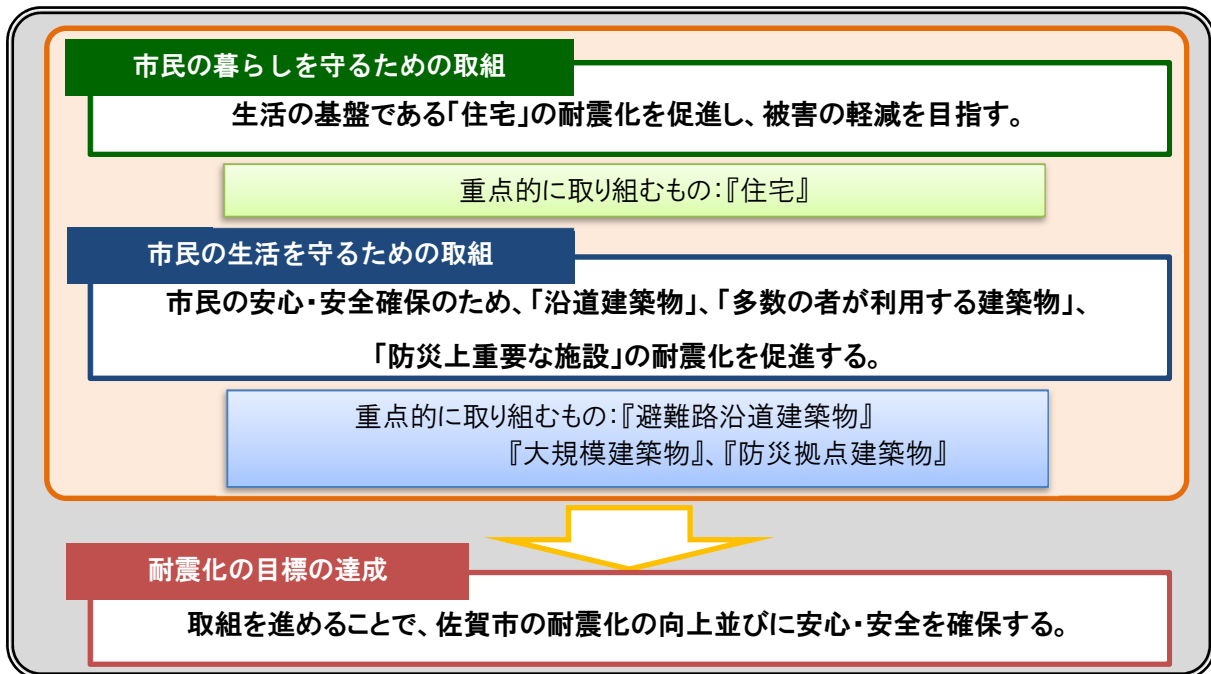 市民の暮らしを守るための取組
生活の基盤である「住宅」の耐震化を促進し、被害の軽減を目指す。
重点的に取り組むもの:『住宅』
市民の生活を守るための取組
市民の安心・安全確保のため、「沿道建築物」、「多数の者が利用する建築物」、
「防災上重要な施設」の耐震化を促進する。
重点的に取り組むもの:『避難路沿道建築物』
『大規模建築物』、『防災拠点建築物』
耐震化の目標の達成
取組を進めることで、佐賀市の耐震化の向上並びに安心・安全を確保する。